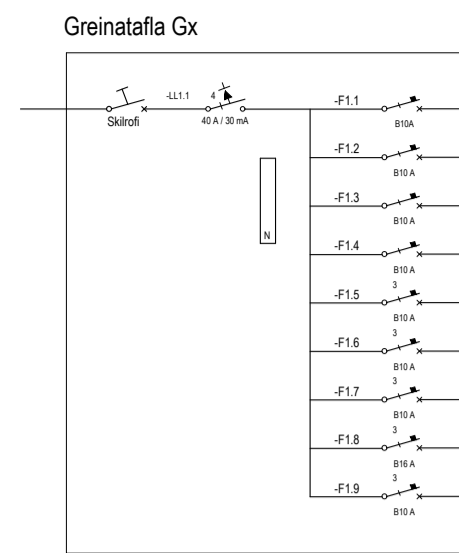 Greinatafla Gx
-LL1.1 4
Skilrofi 40 A / 30 mA
N
-F1.1
B10A
-F1.2
B10 A
-F1.3
B10 A
-F1.4
B10 A
-F1.5 3
B10 A
-F1.6 3
B10 A
-F1.7 3
B10 A
-F1.8 3
B16 A
-F1.9 3
B10 A